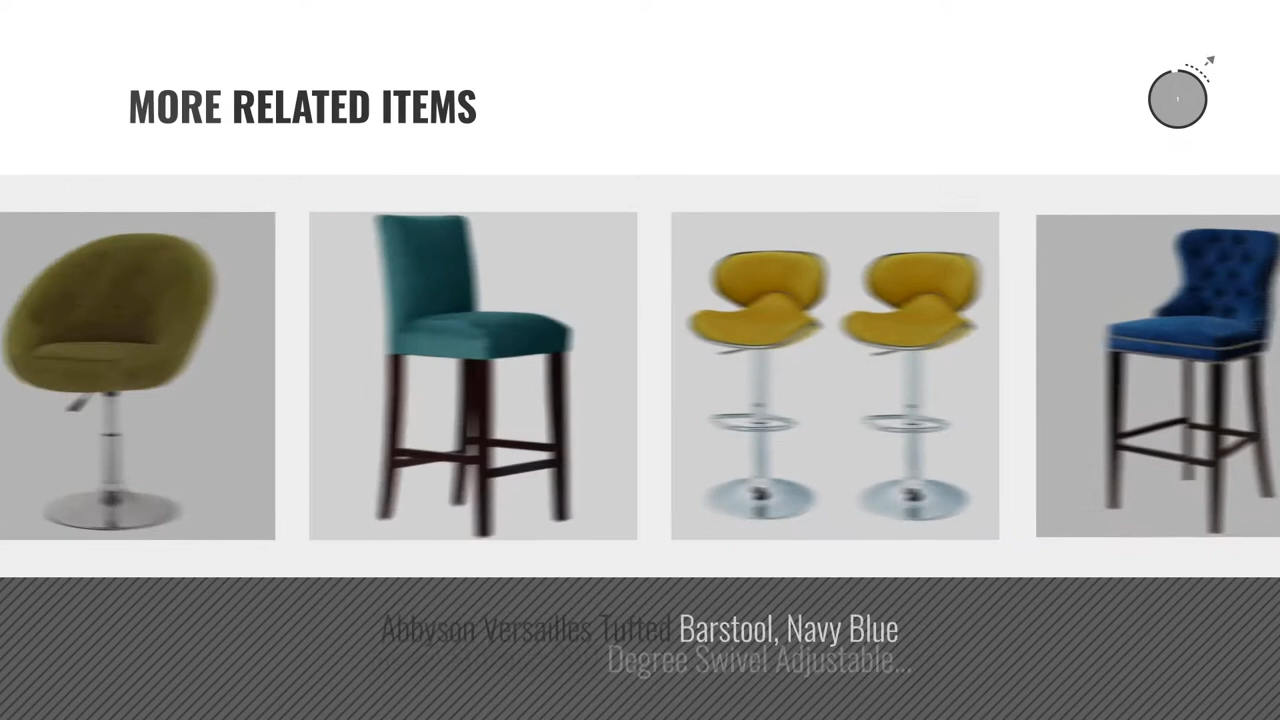 MORE RELATED ITEMS
Abbyson Versailles Tufted Barstool, Navy Blue
Degree Swivel Adjustable...